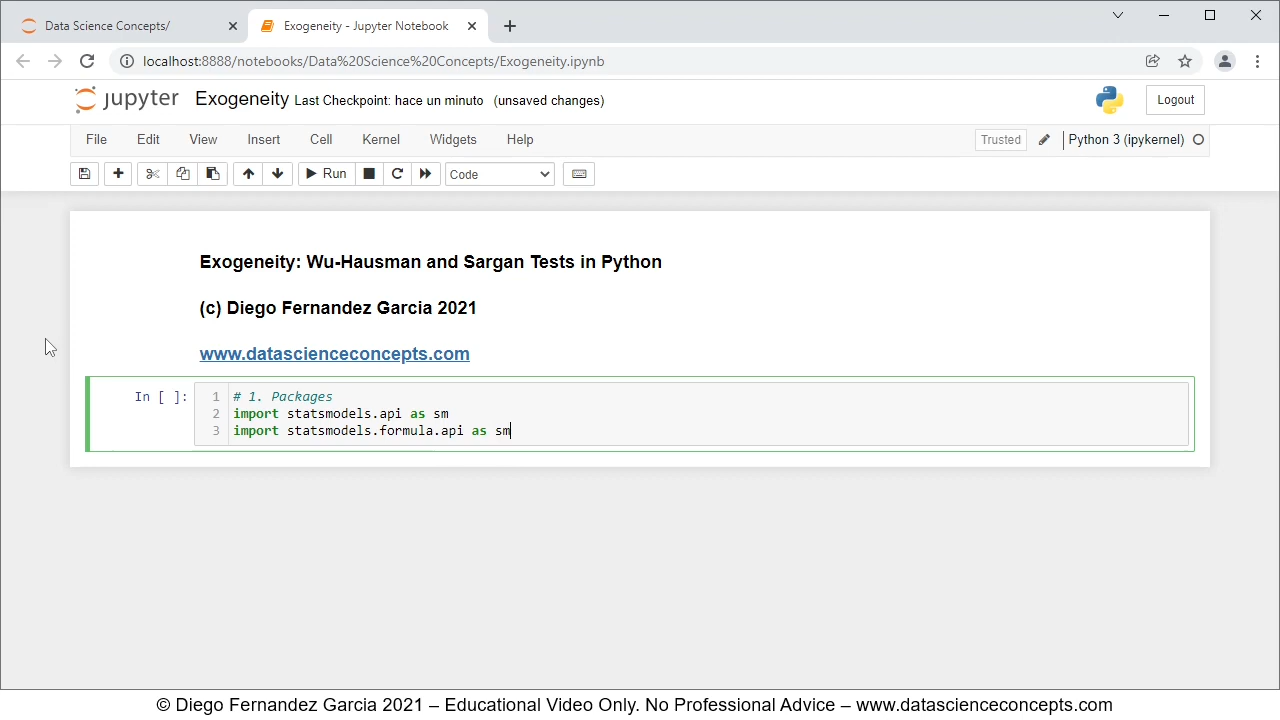 Data Science Concepts/
Exogeneity - Jupyter Notebook
localhost:8888/notebooks/Data%20Science%20Concepts/Exogeneity.ipynb
jupyter Exogeneity Last Checkpoint: hace un minuto (unsaved changes) Logout
File Edit View Insert Cell Kernel Widgets Help Trusted Python 3 (ipykernel)
Run Code
Exogeneity: Wu-Hausman and Sargan Tests in Python
(c) Diego Fernandez Garcia 2021
www.datascienceconcepts.com
In [ ]: 1 # 1. Packages
2 import statsmodels.api as sm
3 import statsmodels.formula.api as sm
© Diego Fernandez Garcia 2021 – Educational Video Only. No Professional Advice – www.datascienceconcepts.com